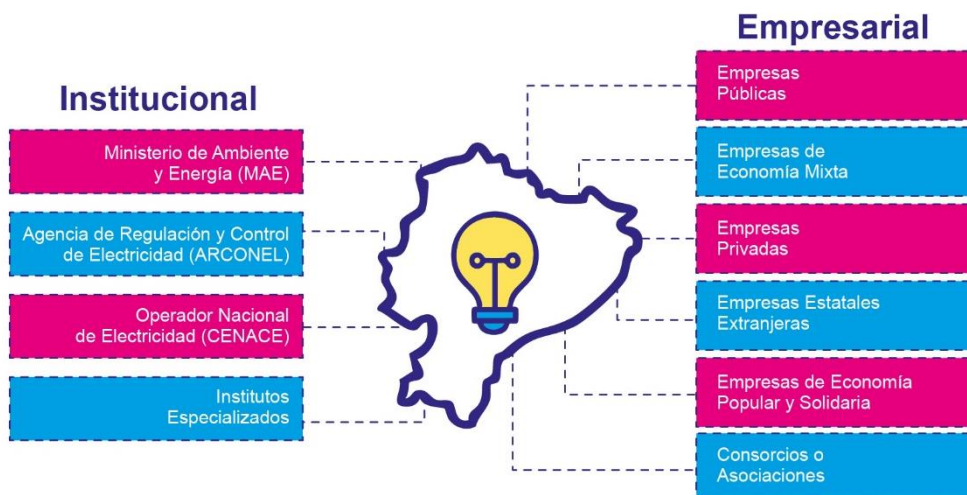 Institucional
Ministerio de Ambiente
y Energía (MAE)
Agencia de Regulación y Control
de Electricidad (ARCONEL)
Operador Nacional
de Electricidad (CENACE)
Institutos
Especializados
Empresarial
Empresas
Públicas
Empresas de
Economía Mixta
Empresas
Privadas
Empresas Estatales
Extranjeras
Empresas de Economía
Popular y Solidaria
Consorcios o
Asociaciones